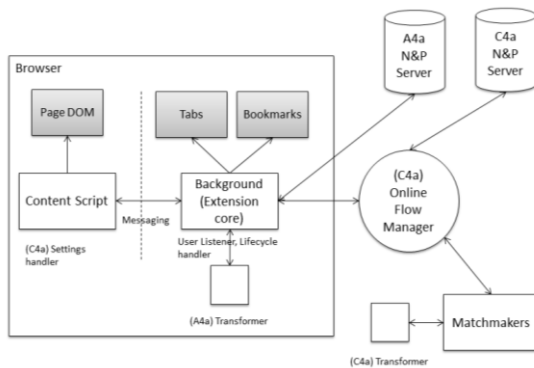 A4a
N&P
Server
C4a
N&P
Server
Browser
Page DOM
Tabs
Bookmarks
Content Script
Messaging
Background
(Extension
core)
(C4a)
Online
Flow
Manager
(C4a) Settings
handler
User Listener, Lifecycle
handler
(A4a) Transformer
Matchmakers
(C4a) Transformer